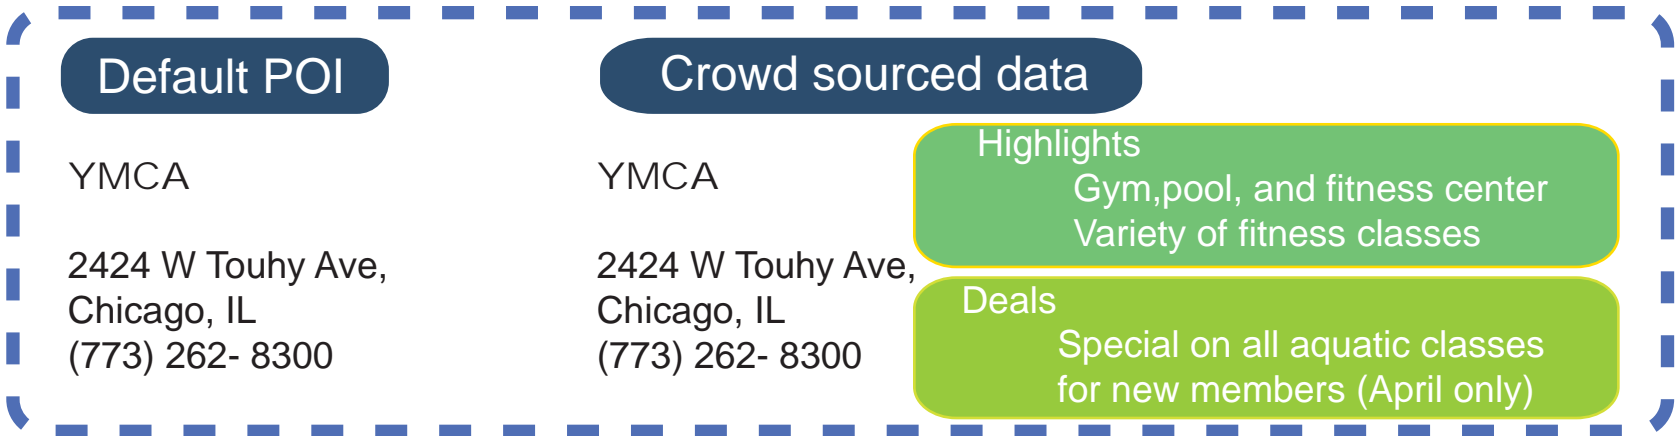 Default POI
YMCA
2424 W Touhy Ave,
Chicago, IL
(773) 262- 8300
Crowd sourced data
YMCA
2424 W Touhy Ave,
Chicago, IL
(773) 262- 8300
Highlights
Gym,pool, and fitness center
Variety of fitness classes
Deals
Special on all aquatic classes
for new members (April only)